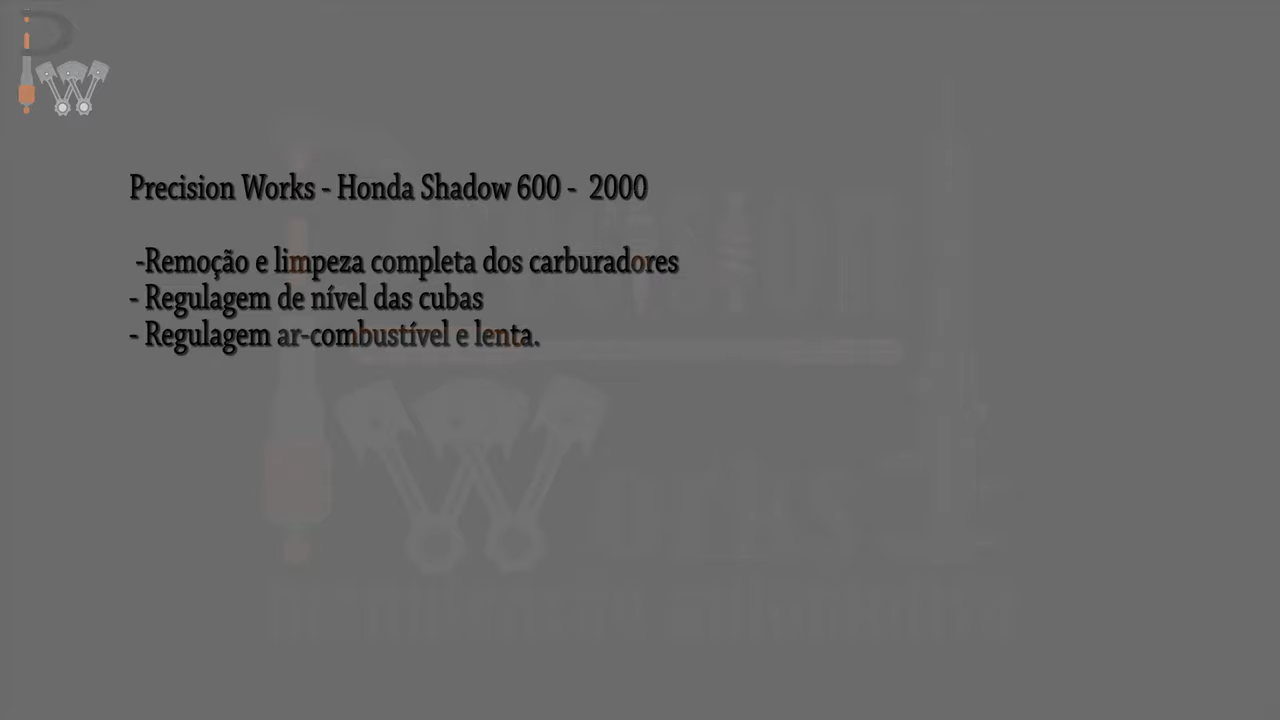 Precision Works - Honda Shadow 600 - 2000
-Remoção e limpeza completa dos carburadores
- Regulagem de nível das cubas
- Regulagem ar-combustível e lenta.
PW